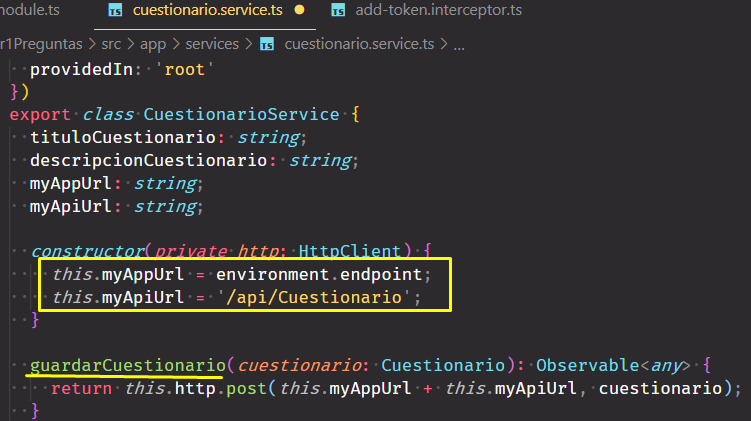 module.ts
TS cuestionario.service.ts
TS add-token.interceptor.ts
r1Preguntas > src > app > services > TS cuestionario.service.ts > ...
providedIn: 'root'
})
export class CuestionarioService {
tituloCuestionario: string;
descripcionCuestionario: string;
myAppUrl: string;
myApiUrl: string;
constructor(private http: HttpClient) {
this.myAppUrl = environment.endpoint;
this.myApiUrl = '/api/Cuestionario';
}
guardarCuestionario(cuestionario: Cuestionario): Observable<any> {
return this.http.post(this.myAppUrl + this.myApiUrl, cuestionario);
}